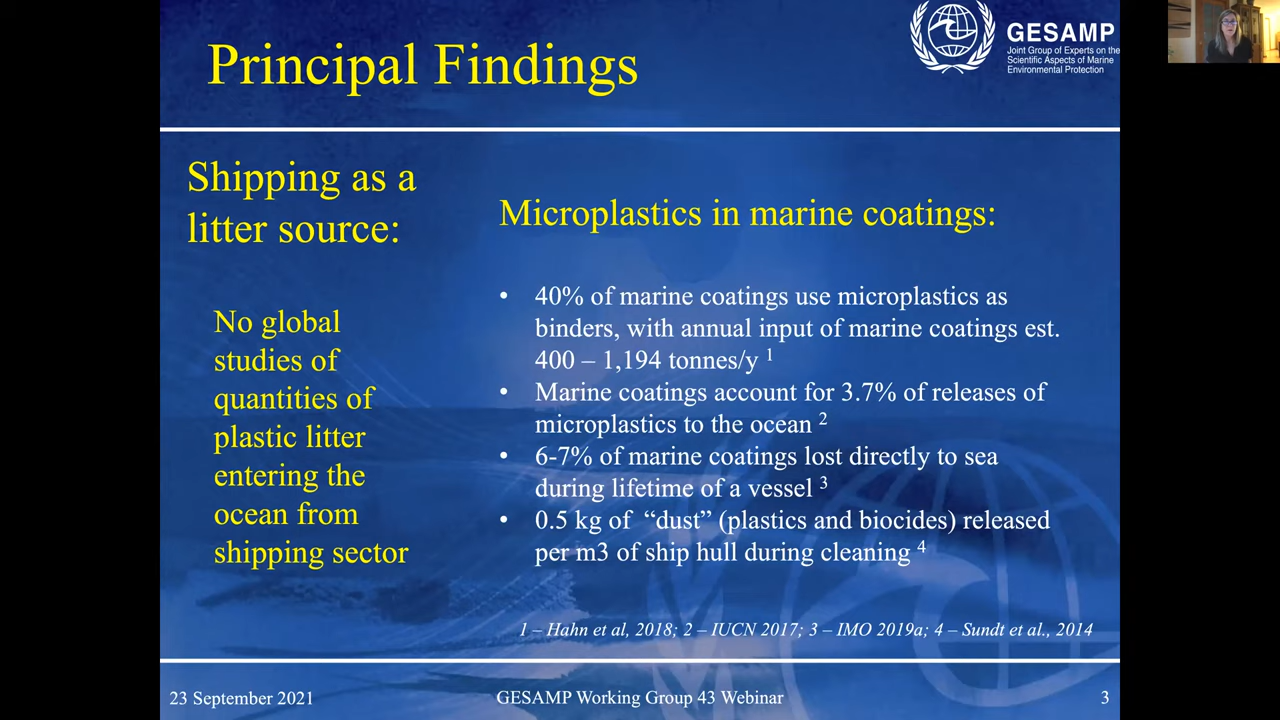 Principal Findings
GESAMP
Joint Group of Experts on the
Scientific Aspects of Marine
Environmental Protection
Shipping as a
litter source:
No global
studies of
quantities of
plastic litter
entering the
ocean from
shipping sector
Microplastics in marine coatings:
• 40% of marine coatings use microplastics as
binders, with annual input of marine coatings est.
400 – 1,194 tonnes/y 1
• Marine coatings account for 3.7% of releases of
microplastics to the ocean 2
• 6-7% of marine coatings lost directly to sea
during lifetime of a vessel 3
• 0.5 kg of “dust” (plastics and biocides) released
per m3 of ship hull during cleaning 4
1 – Hahn et al, 2018; 2 – IUCN 2017; 3 – IMO 2019a; 4 – Sundt et al., 2014
23 September 2021
GESAMP Working Group 43 Webinar
3